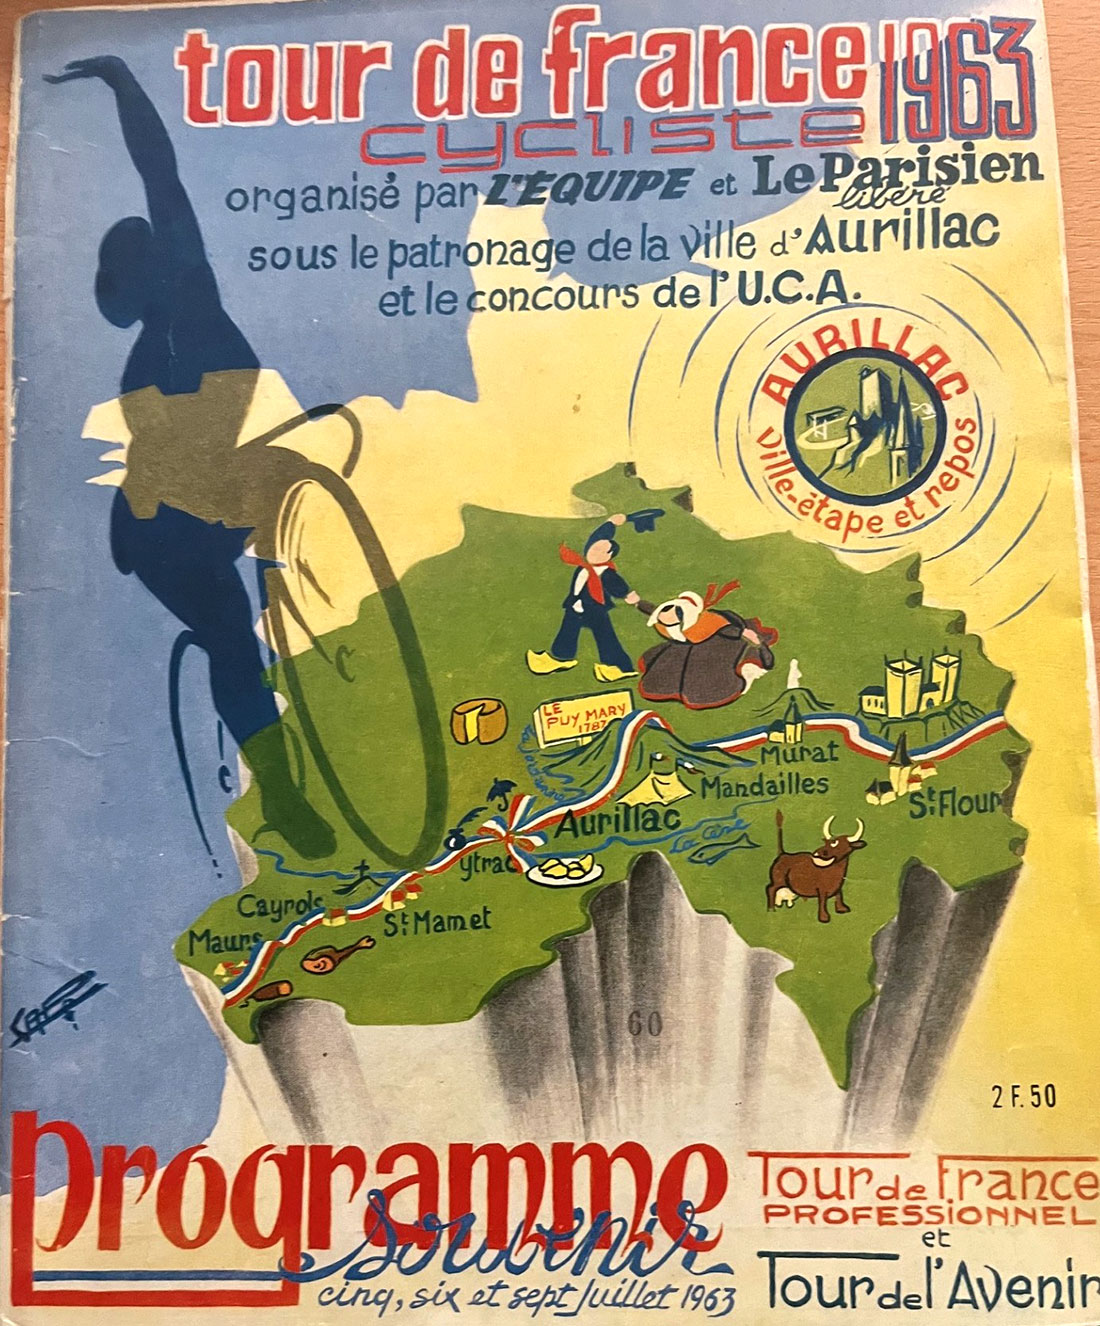 tour de france 1963
cycliste
organisé par L'ÉQUIPE et Le Parisien
libéré
sous le patronage de la ville d'Aurillac
et le concours de l'U.C.A.
AURILLAC
ville-étape et repos
LE
PUY MARY
1787
Murat
Mandailles
St Flour
Aurillac
la Cère
ytrac
Cayrols
St Mamet
Maurs
60
2 F. 50
Programme
souvenir
cinq, six et sept Juillet 1963
Tour de France
PROFESSIONNEL
et
Tour de l'Avenir